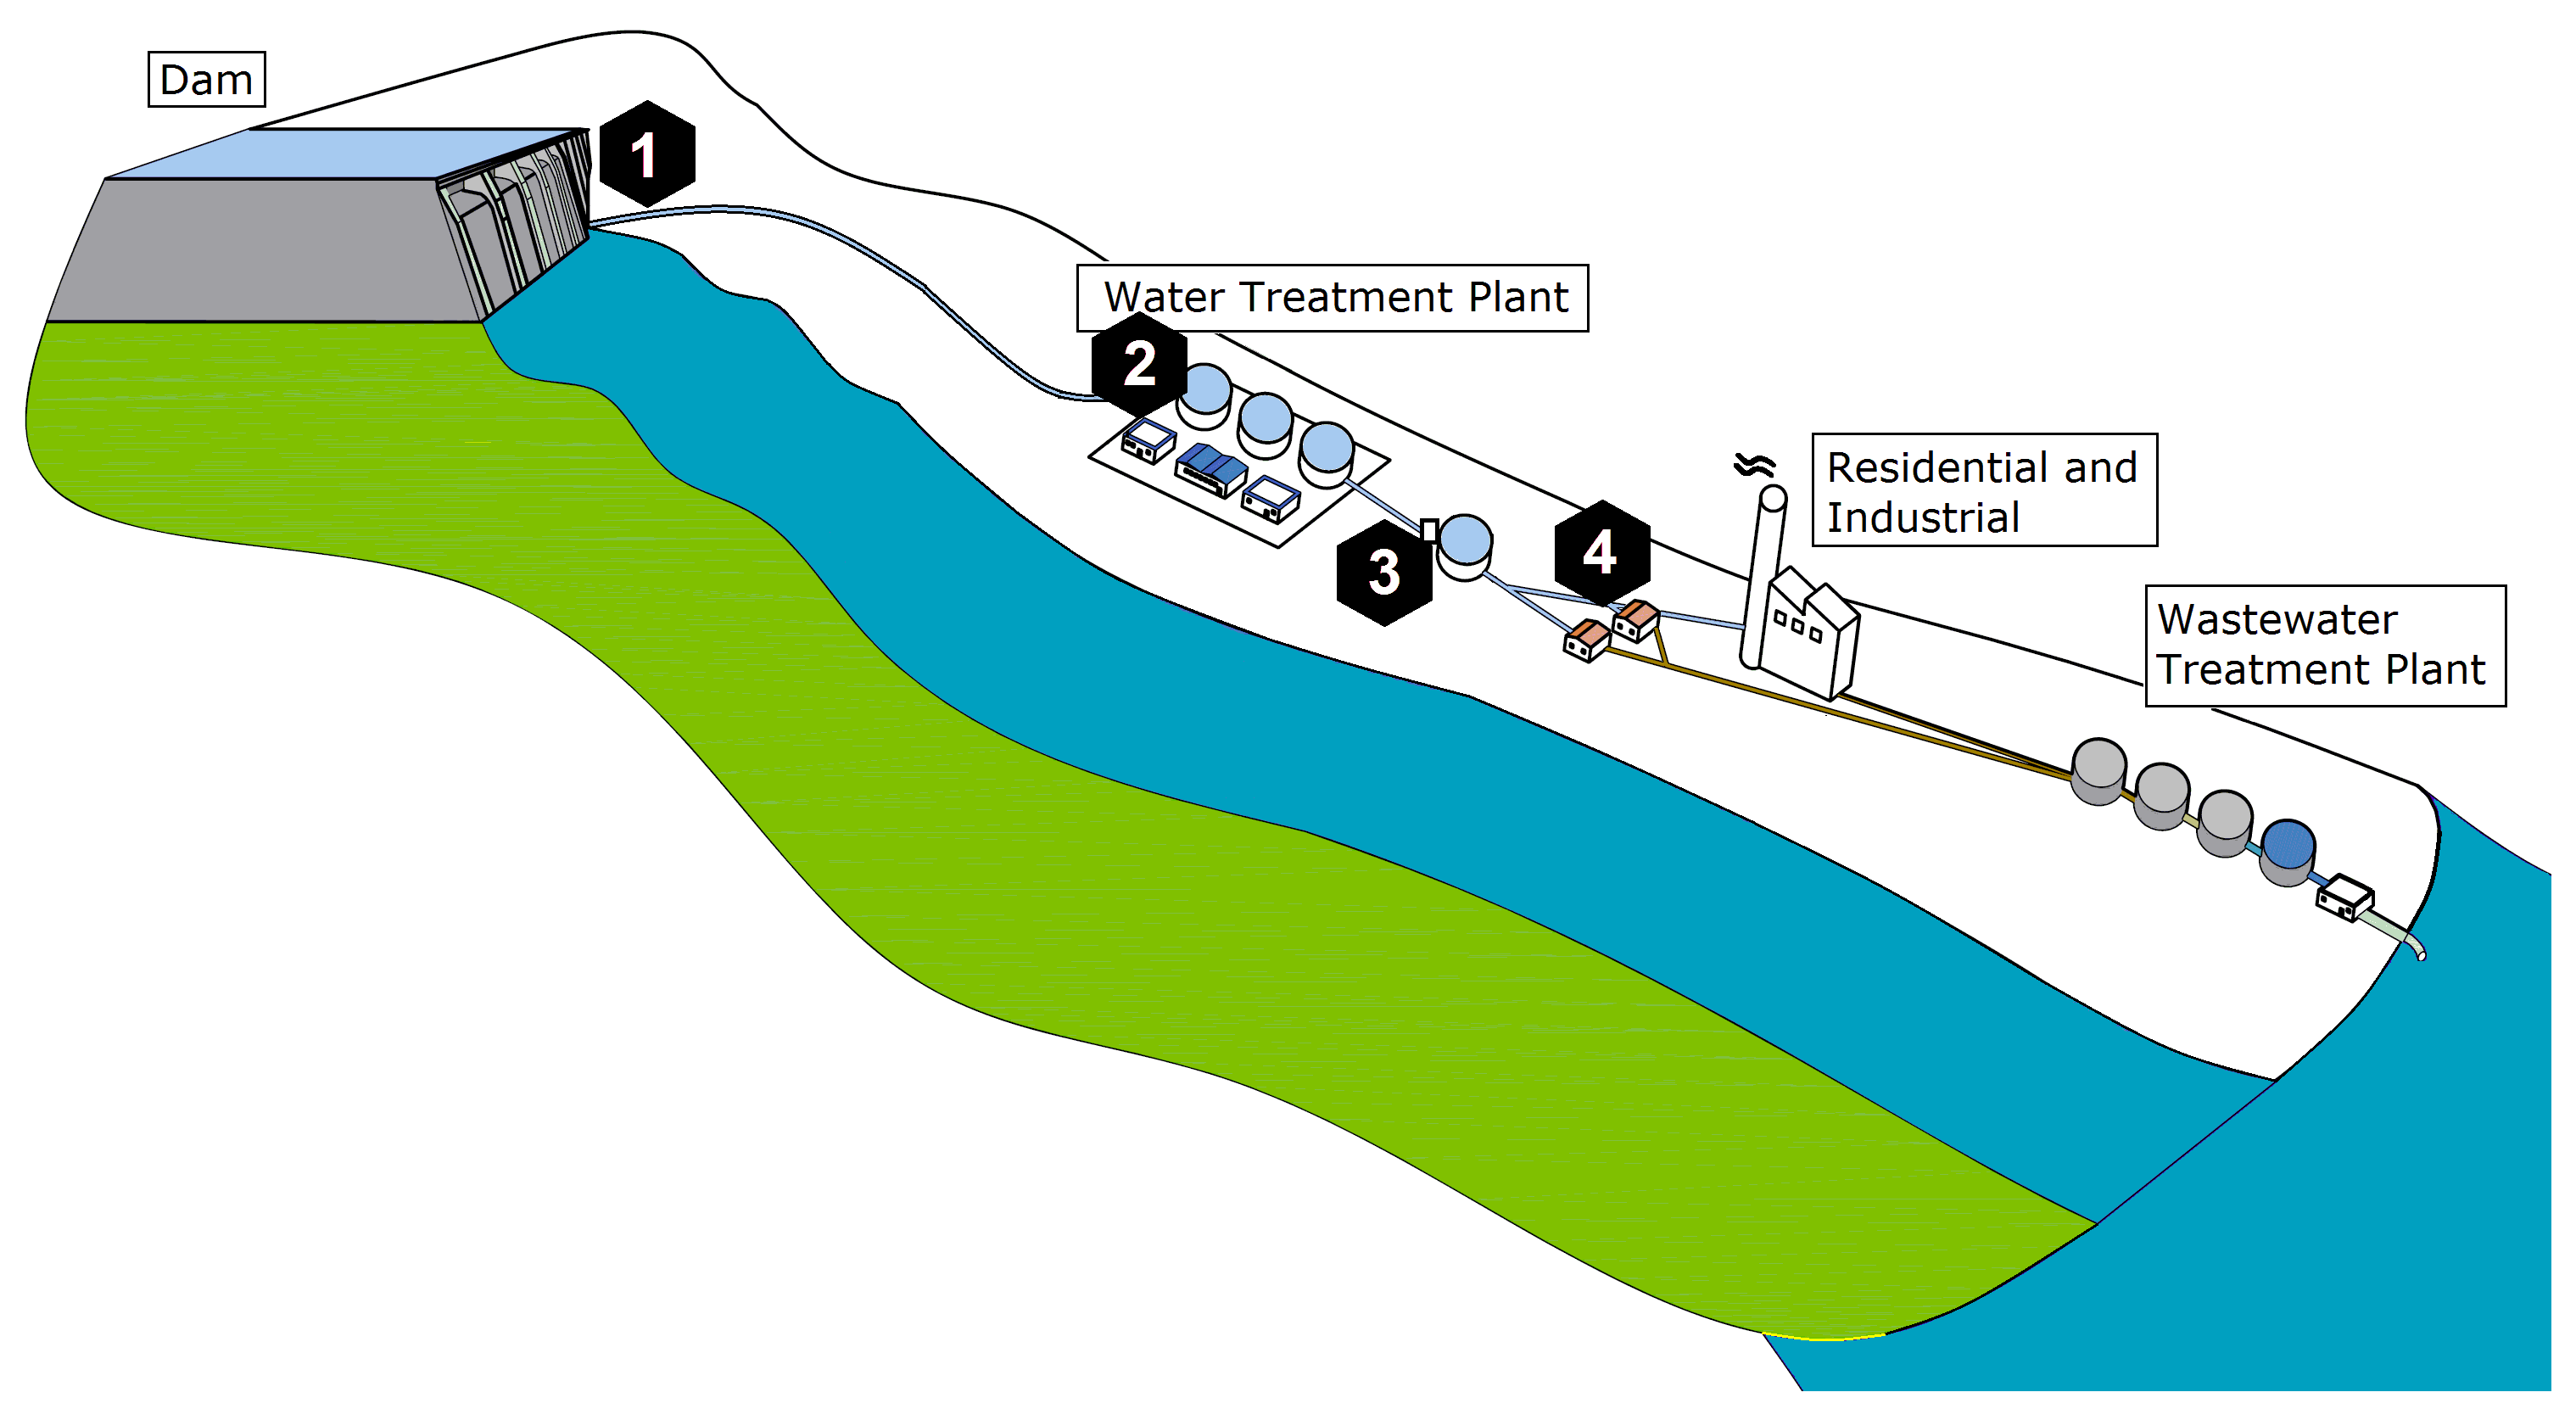 Dam
1
Water Treatment Plant
2
3
4
Residential and
Industrial
Wastewater
Treatment Plant